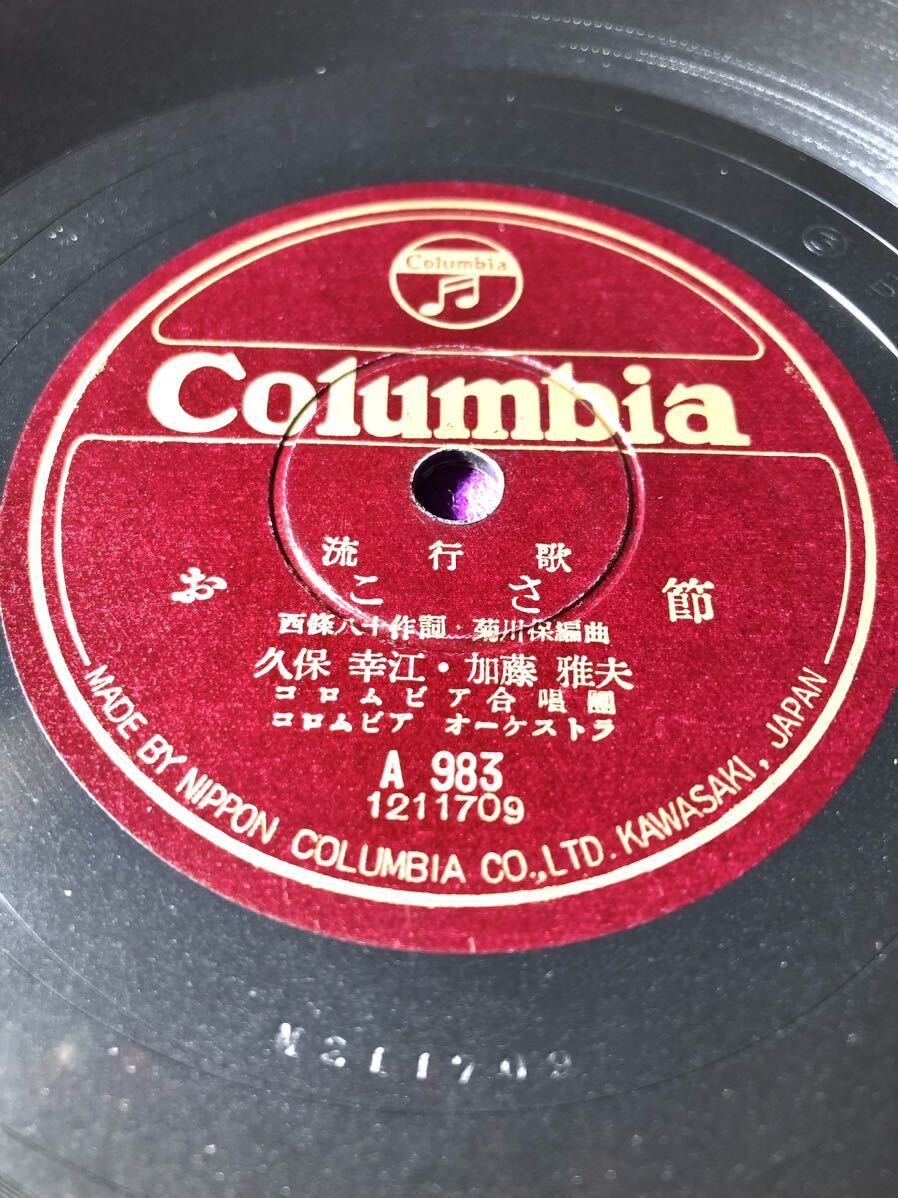 Columbia
Columbia
流行歌
おこさ節
西條八十作詞・菊川保編曲
久保 幸江・加藤 雅夫
コロムビア合唱團
コロムビア オーケストラ
A 983
1211709
MADE BY NIPPON COLUMBIA CO., LTD. KAWASAKI, JAPAN